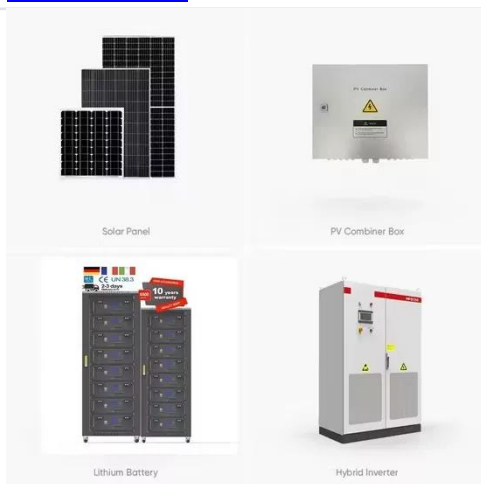 PV Combiner Box
Solar Panel
PV Combiner Box
CE UN38.3
2-3 days
10 years
warranty
Lithium Battery
Hybrid Inverter